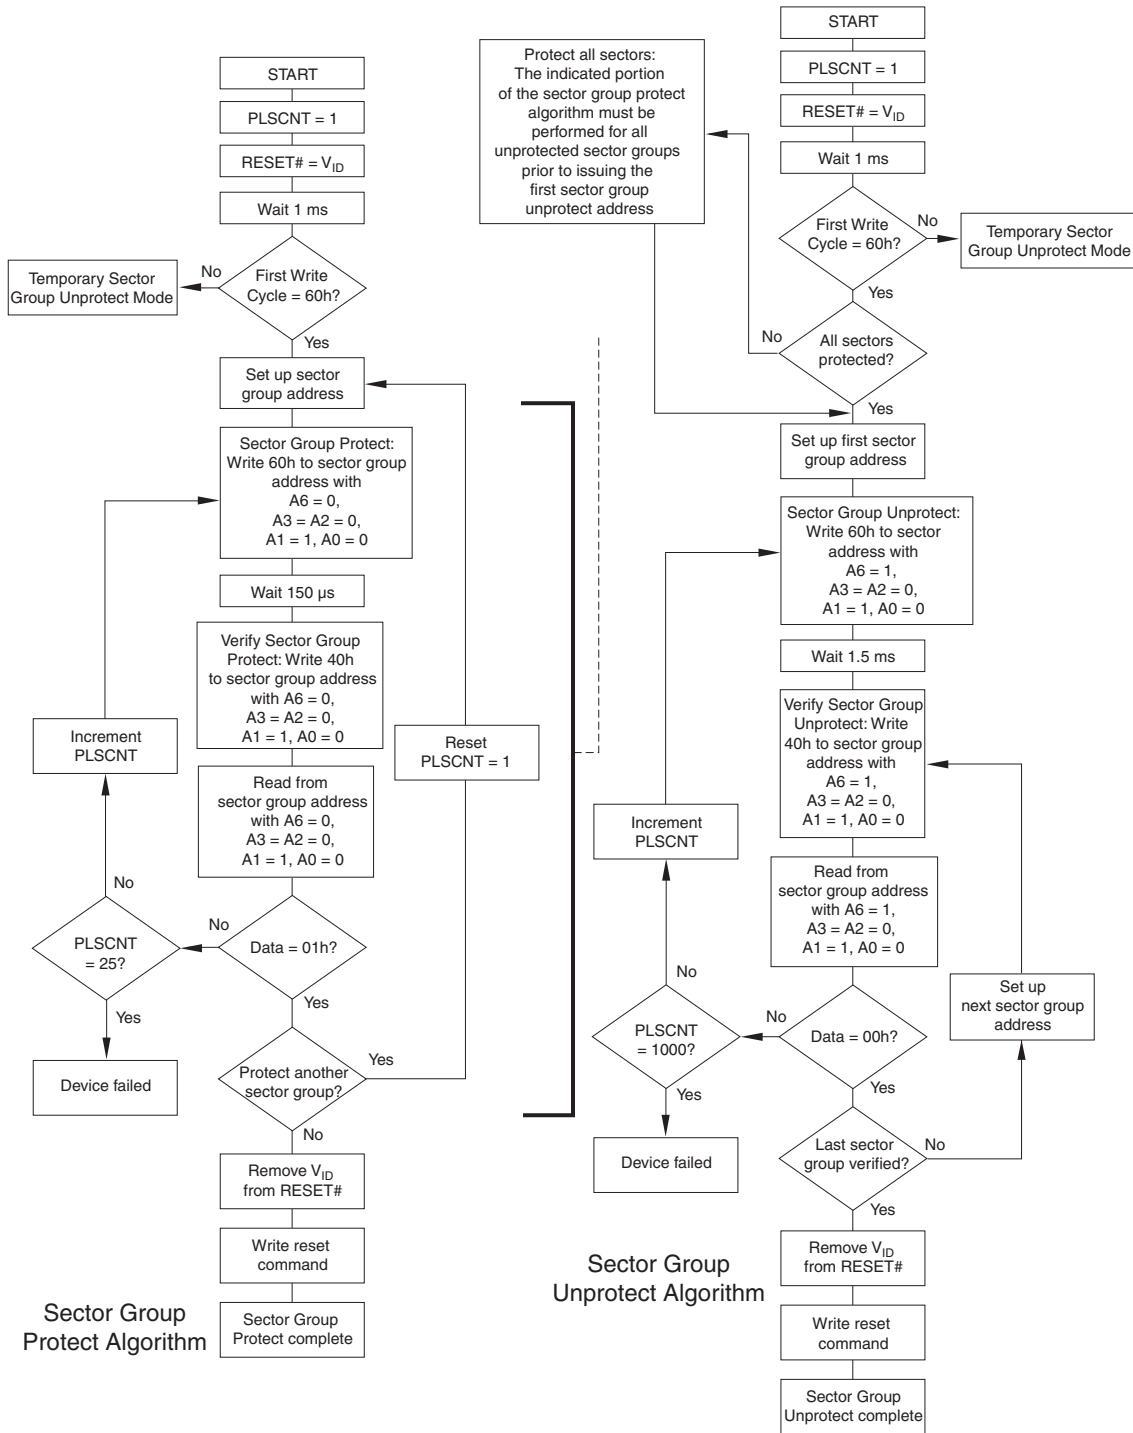 START
PLSCNT = 1
RESET# = VID
Wait 1 ms
First Write
Cycle = 60h?
No
Temporary Sector
Group Unprotect Mode
Yes
Set up sector
group address
Sector Group Protect:
Write 60h to sector group
address with
A6 = 0,
A3 = A2 = 0,
A1 = 1, A0 = 0
Wait 150 µs
Verify Sector Group
Protect: Write 40h
to sector group address
with A6 = 0,
A3 = A2 = 0,
A1 = 1, A0 = 0
Increment
PLSCNT
Reset
PLSCNT = 1
Read from
sector group address
with A6 = 0,
A3 = A2 = 0,
A1 = 1, A0 = 0
No
No
PLSCNT
= 25?
Data = 01h?
Yes
Yes
Device failed
Protect another
sector group?
Yes
No
Remove VID
from RESET#
Write reset
command
Sector Group
Protect complete
Sector Group
Protect Algorithm
START
PLSCNT = 1
RESET# = VID
Wait 1 ms
Protect all sectors:
The indicated portion
of the sector group protect
algorithm must be
performed for all
unprotected sector groups
prior to issuing the
first sector group
unprotect address
First Write
Cycle = 60h?
No
Temporary Sector
Group Unprotect Mode
Yes
No
All sectors
protected?
Yes
Set up first sector
group address
Sector Group Unprotect:
Write 60h to sector
address with
A6 = 1,
A3 = A2 = 0,
A1 = 1, A0 = 0
Wait 1.5 ms
Verify Sector Group
Unprotect: Write
40h to sector group
address with
A6 = 1,
A3 = A2 = 0,
A1 = 1, A0 = 0
Increment
PLSCNT
Read from
sector group address
with A6 = 1,
A3 = A2 = 0,
A1 = 1, A0 = 0
No
No
PLSCNT
= 1000?
Data = 00h?
Set up
next sector group
address
Yes
Yes
Device failed
Last sector
group verified?
No
Yes
Remove VID
from RESET#
Write reset
command
Sector Group
Unprotect complete
Sector Group
Unprotect Algorithm